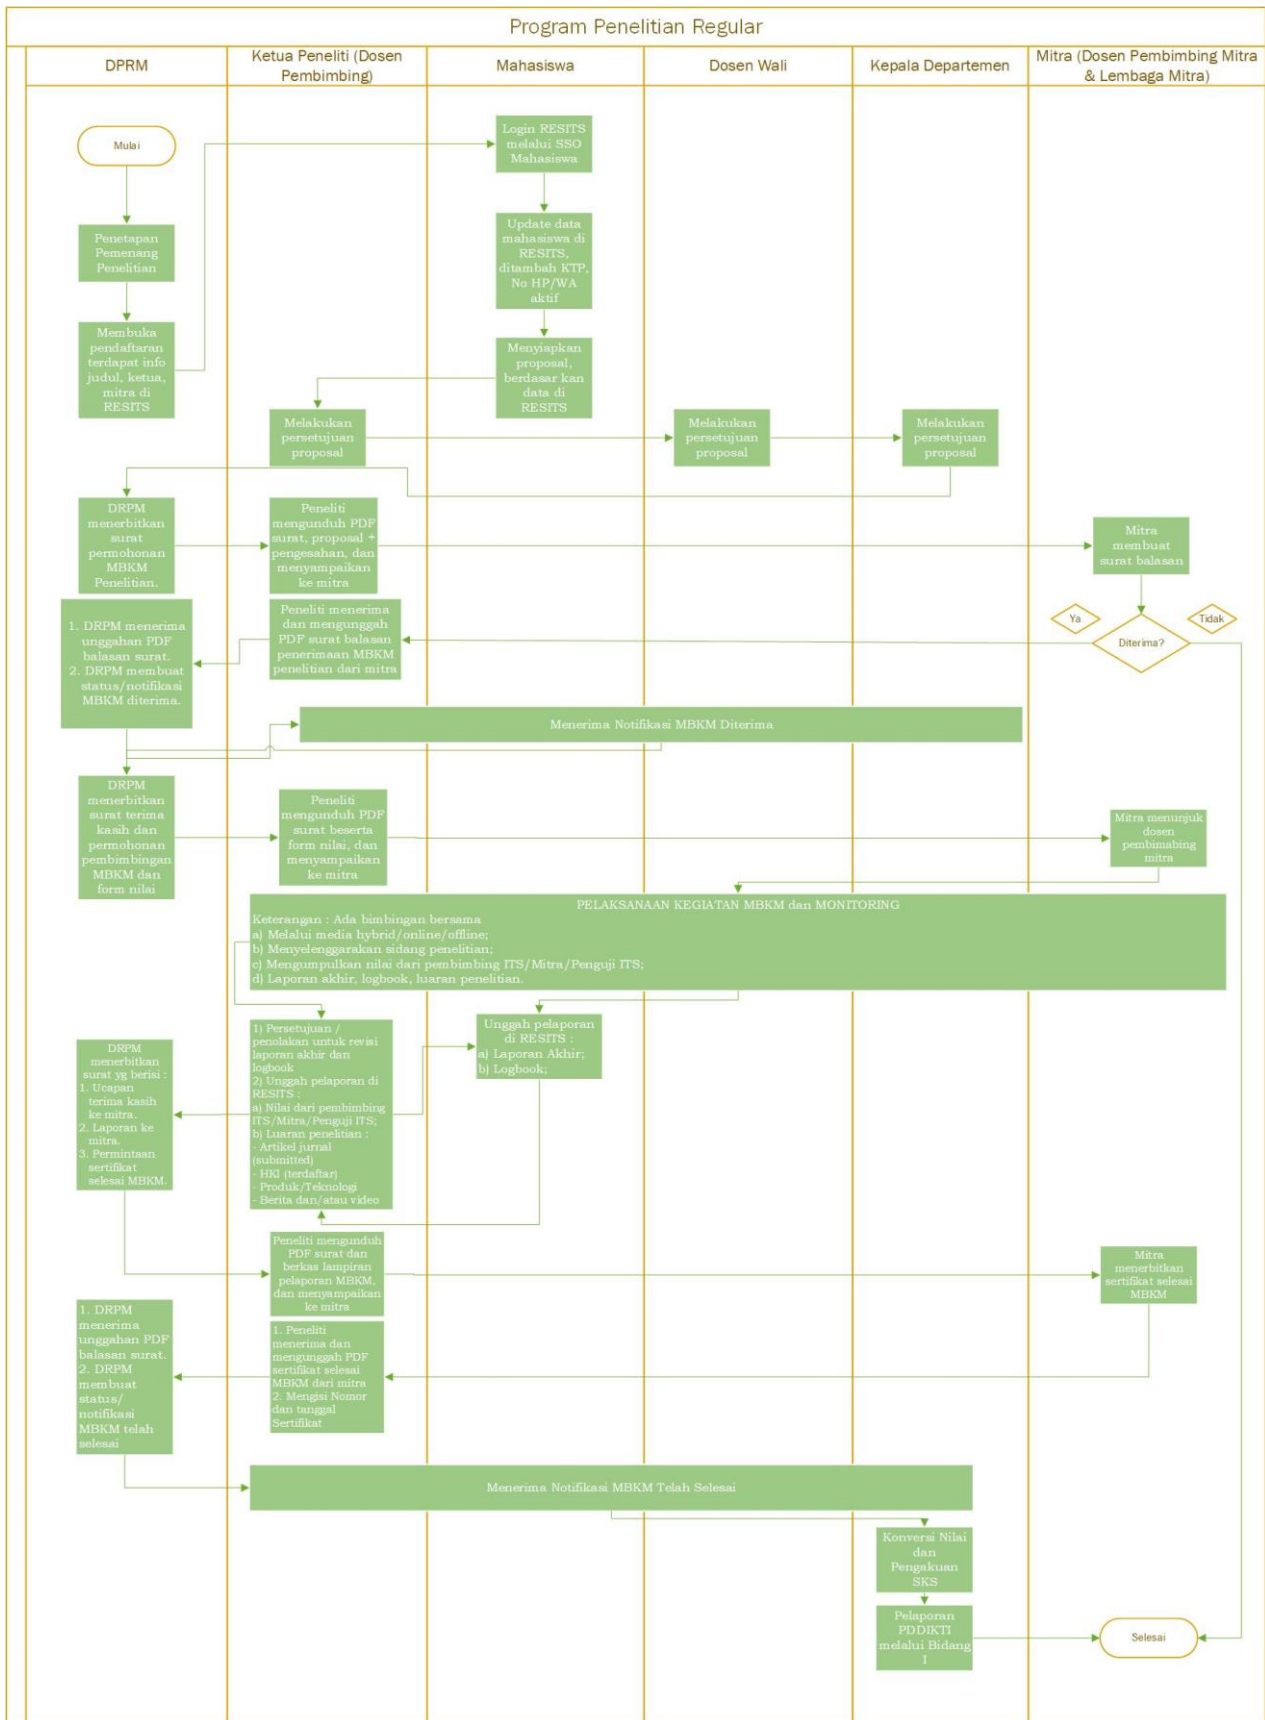 Program Penelitian Regular
DPRM
Ketua Peneliti (Dosen
Pembimbing)
Mahasiswa
Dosen Wali
Kepala Departemen
Mitra (Dosen Pembimbing Mitra
& Lembaga Mitra)
Mulai
Login RESITS
melalui SSO
Mahasiswa
Penetapan
Pemenang
Penelitian
Update data
mahasiswa di
RESITS,
ditambah KTP,
No HP/WA
aktif
Membuka
pendaftaran
terdapat info
judul, ketua,
mitra di
RESITS
Menyiapkan
proposal,
berdasar kan
data di
RESITS
Melakukan
persetujuan
proposal
Melakukan
persetujuan
proposal
Melakukan
persetujuan
proposal
DRPM
menerbitkan
surat
permohonan
MBKM
Penelitian.
Peneliti
mengunduh PDF
surat, proposal +
pengesahan, dan
menyampaikan
ke mitra
Mitra
membuat
surat balasan
1. DRPM menerima
unggahan PDF
balasan surat.
2. DRPM membuat
status/notifikasi
MBKM diterima.
Peneliti menerima
dan mengunggah
PDF surat balasan
penerimaan MBKM
penelitian dari mitra
Ya
Tidak
Diterima?
Menerima Notifikasi MBKM Diterima
DRPM
menerbitkan
surat terima
kasih dan
permohonan
pembimbingan
MBKM dan
form nilai
Peneliti
mengunduh PDF
surat beserta
form nilai, dan
menyampaikan
ke mitra
Mitra menunjuk
dosen
pembimabing
mitra
PELAKSANAAN KEGIATAN MBKM dan MONITORING
Keterangan : Ada bimbingan bersama
a) Melalui media hybrid/online/offline;
b) Menyelenggarakan sidang penelitian;
c) Mengumpulkan nilai dari pembimbing ITS/Mitra/Penguji ITS;
d) Laporan akhir, logbook, luaran penelitian.
DRPM
menerbitkan
surat yg berisi :
1. Ucapan
terima kasih
ke mitra.
2. Laporan ke
mitra.
3. Permintaan
sertifikat
selesai MBKM.
1) Persetujuan /
penolakan untuk revisi
laporan akhir dan
logbook
2) Unggah pelaporan di
RESITS :
a) Nilai dari pembimbing
ITS/Mitra/Penguji ITS;
b) Luaran penelitian :
- Artikel jurnal
(submitted)
- HKI (terdaftar)
- Produk/Teknologi
- Berita dan/atau video
Unggah pelaporan
di RESITS :
a) Laporan Akhir;
b) Logbook;
Peneliti mengunduh
PDF surat dan
berkas lampiran
pelaporan MBKM,
dan menyampaikan
ke mitra
Mitra
menerbitkan
sertifikat selesai
MBKM
1. DRPM
menerima
unggahan PDF
balasan surat.
2. DRPM
membuat
status/
notifikasi
MBKM telah
selesai
1. Peneliti
menerima dan
mengunggah PDF
sertifikat selesai
MBKM dari mitra
2. Mengisi Nomor
dan tanggal
Sertifikat
Menerima Notifikasi MBKM Telah Selesai
Konversi Nilai
dan
Pengakuan
SKS
Pelaporan
PDDIKTI
melalui Bidang
I
Selesai